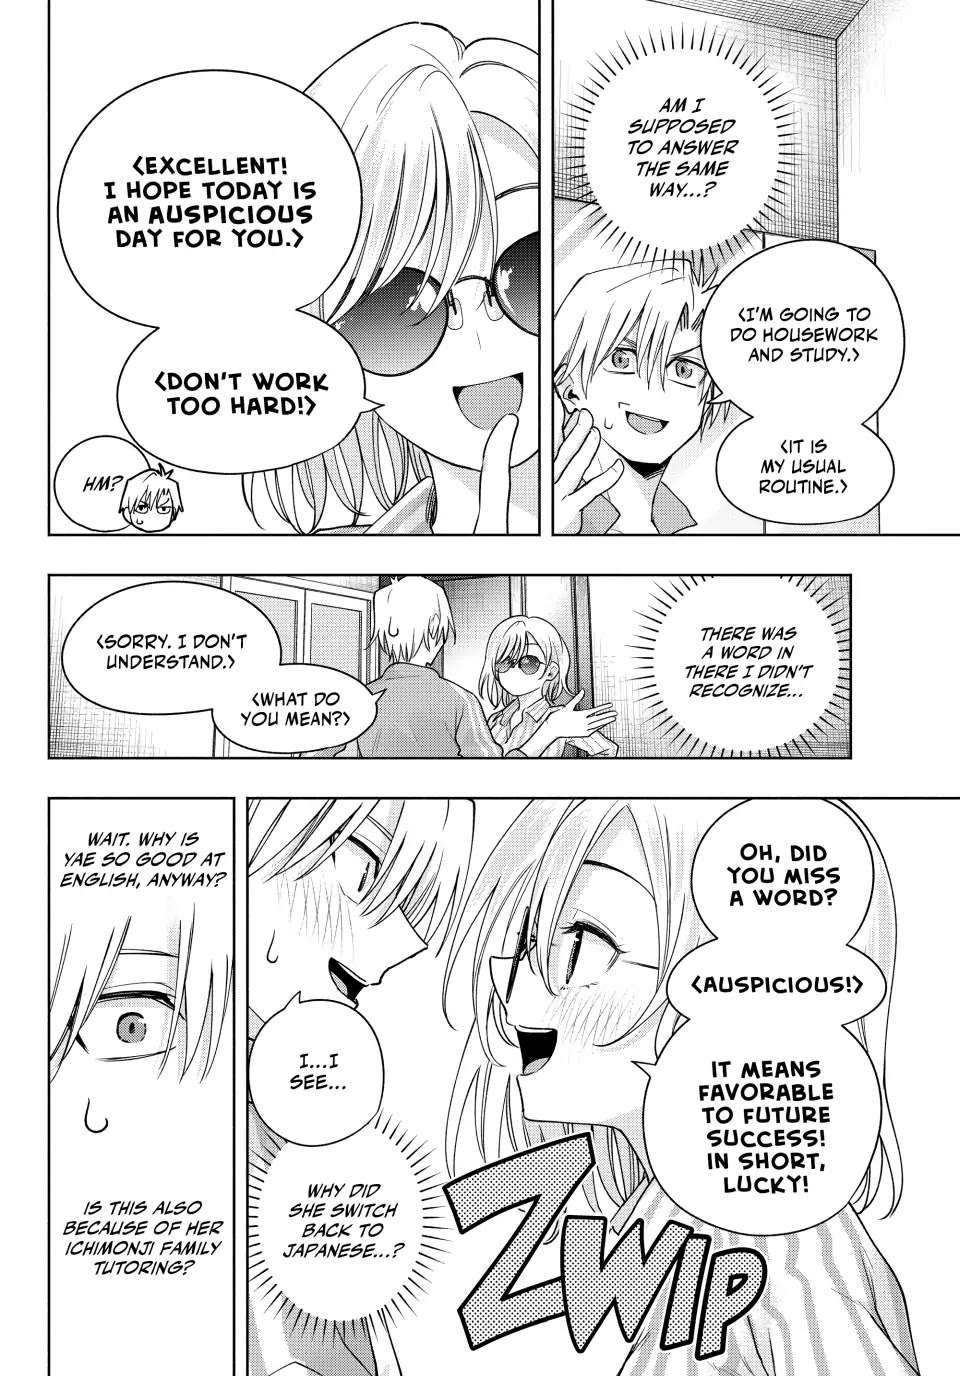 AM I
SUPPOSED
TO ANSWER
THE SAME
WAY...?
<I'M GOING TO
DO HOUSEWORK
AND STUDY.>
<IT IS
MY USUAL
ROUTINE.>
<EXCELLENT!
I HOPE TODAY IS
AN AUSPICIOUS
DAY FOR YOU.>
<DON'T WORK
TOO HARD!>
HM?
THERE WAS
A WORD IN
THERE I DIDN'T
RECOGNIZE...
<SORRY. I DON'T
UNDERSTAND.>
<WHAT DO
YOU MEAN?>
OH, DID
YOU MISS
A WORD?
<AUSPICIOUS!>
IT MEANS
FAVORABLE
TO FUTURE
SUCCESS!
IN SHORT,
LUCKY!
ZWIP
I...I
SEE...
WHY DID
SHE SWITCH
BACK TO
JAPANESE...?
WAIT. WHY IS
YAE SO GOOD AT
ENGLISH, ANYWAY?
IS THIS ALSO
BECAUSE OF HER
ICHIMONJI FAMILY
TUTORING?